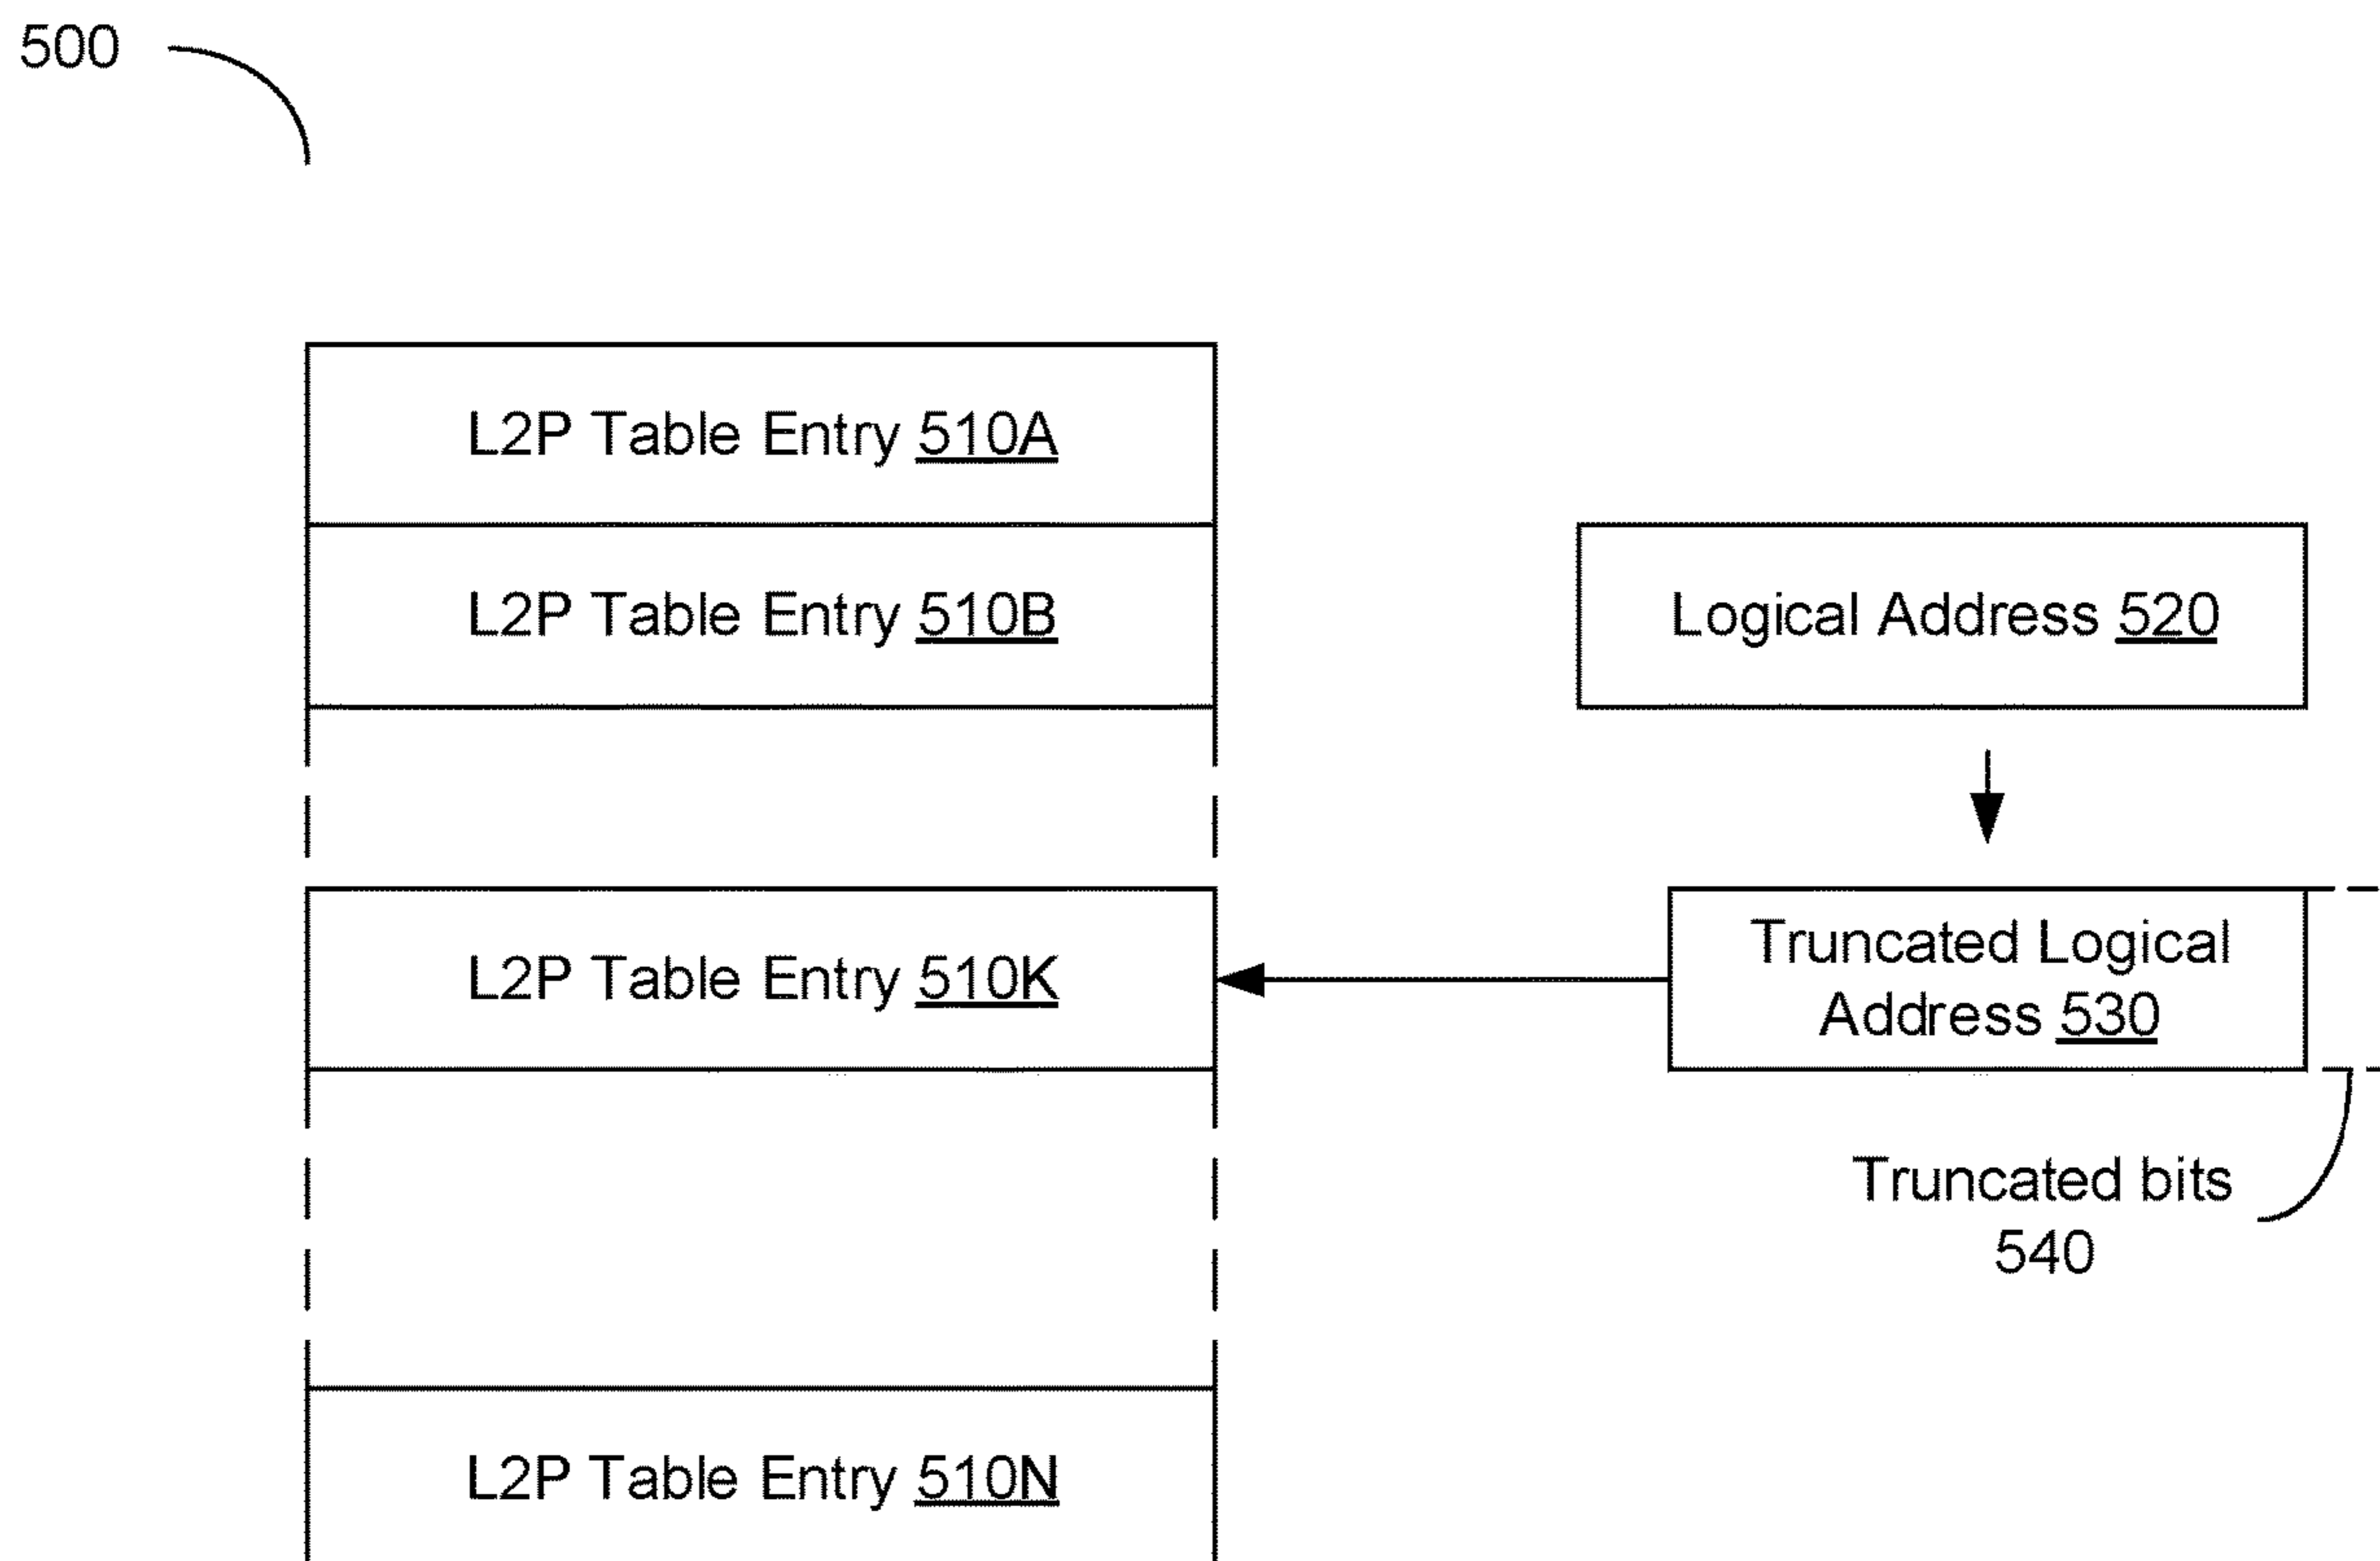 500
L2P Table Entry 510A
L2P Table Entry 510B
Logical Address 520
L2P Table Entry 510K
Truncated Logical
Address 530
Truncated bits
540
L2P Table Entry 510N